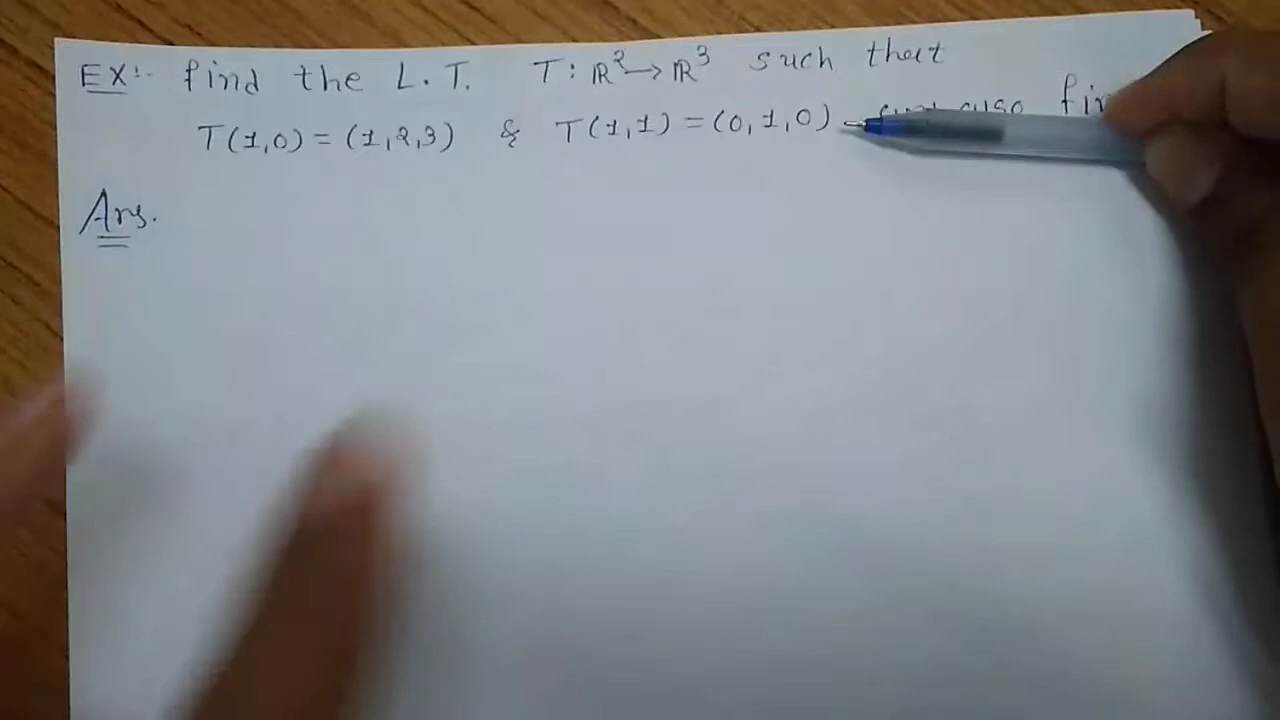 EX:- find the L.T. T: ℝ²→ℝ³ such that
T(1,0) = (1,2,3) & T(1,1) = (0,1,0)
Ans.